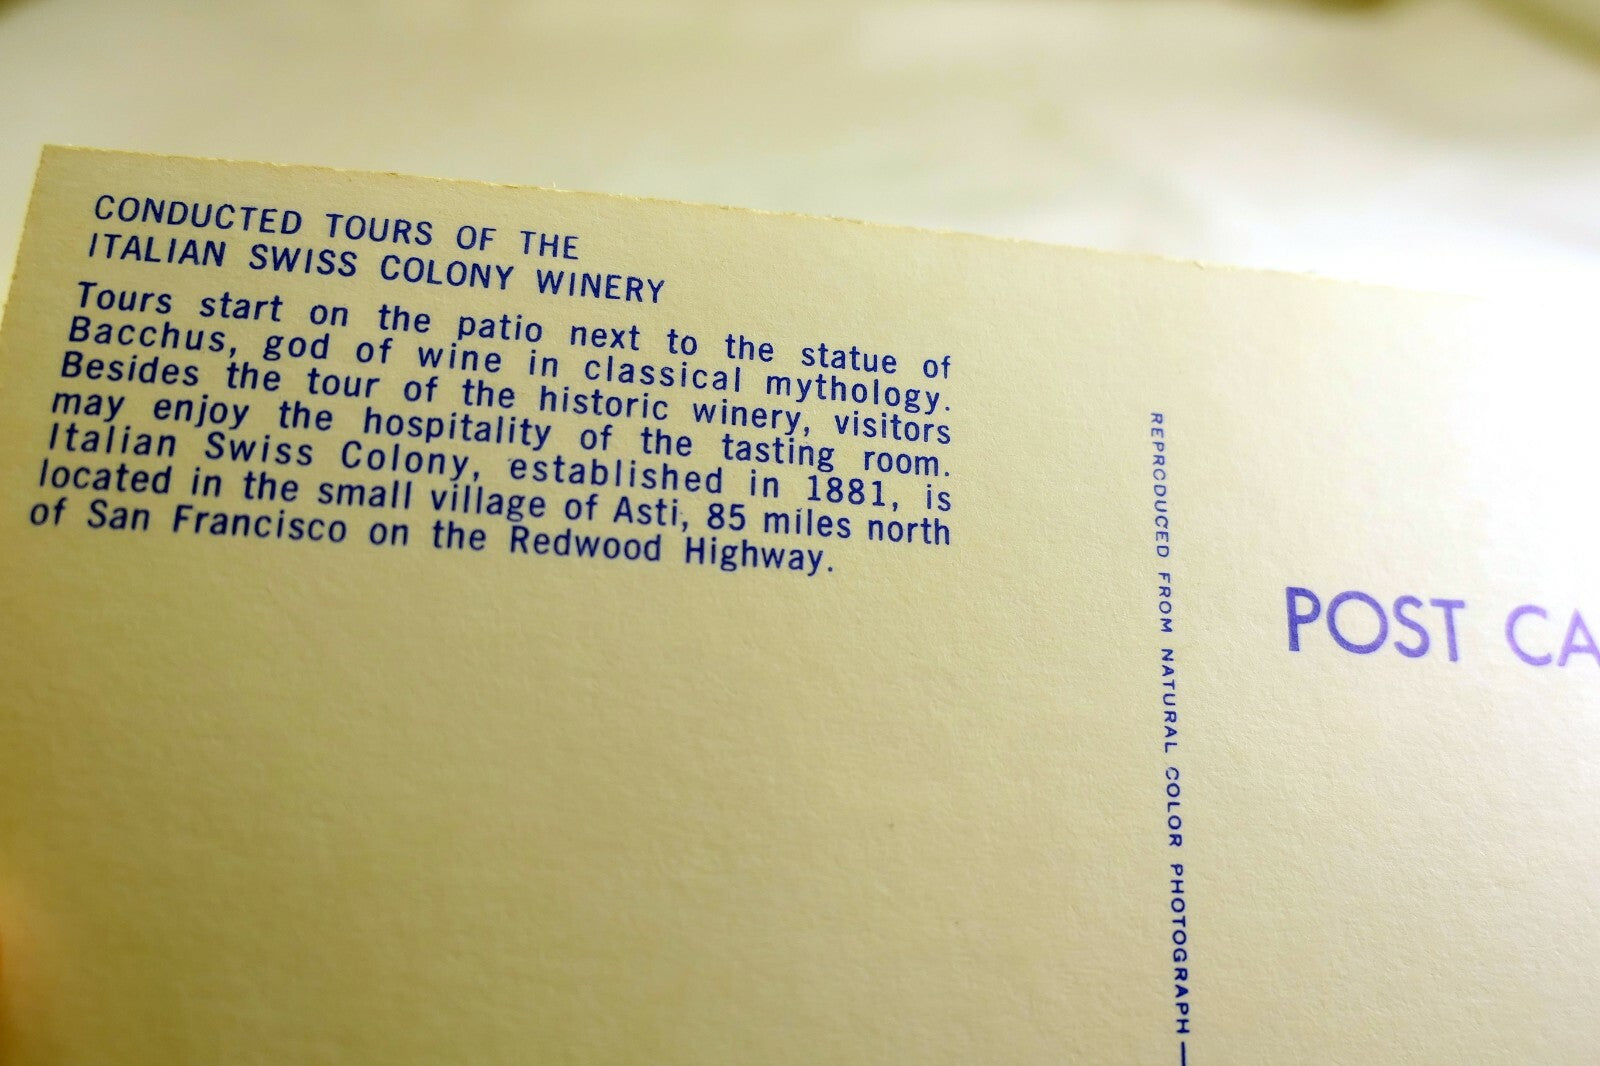 CONDUCTED TOURS OF THE
ITALIAN SWISS COLONY WINERY
Tours start on the patio next to the statue of
Bacchus, god of wine in classical mythology.
Besides the tour of the historic winery, visitors
may enjoy the hospitality of the tasting room.
Italian Swiss Colony, established in 1881, is
located in the small village of Asti, 85 miles north
of San Francisco on the Redwood Highway.
REPRODUCED FROM NATURAL COLOR PHOTOGRAPH—
POST CA